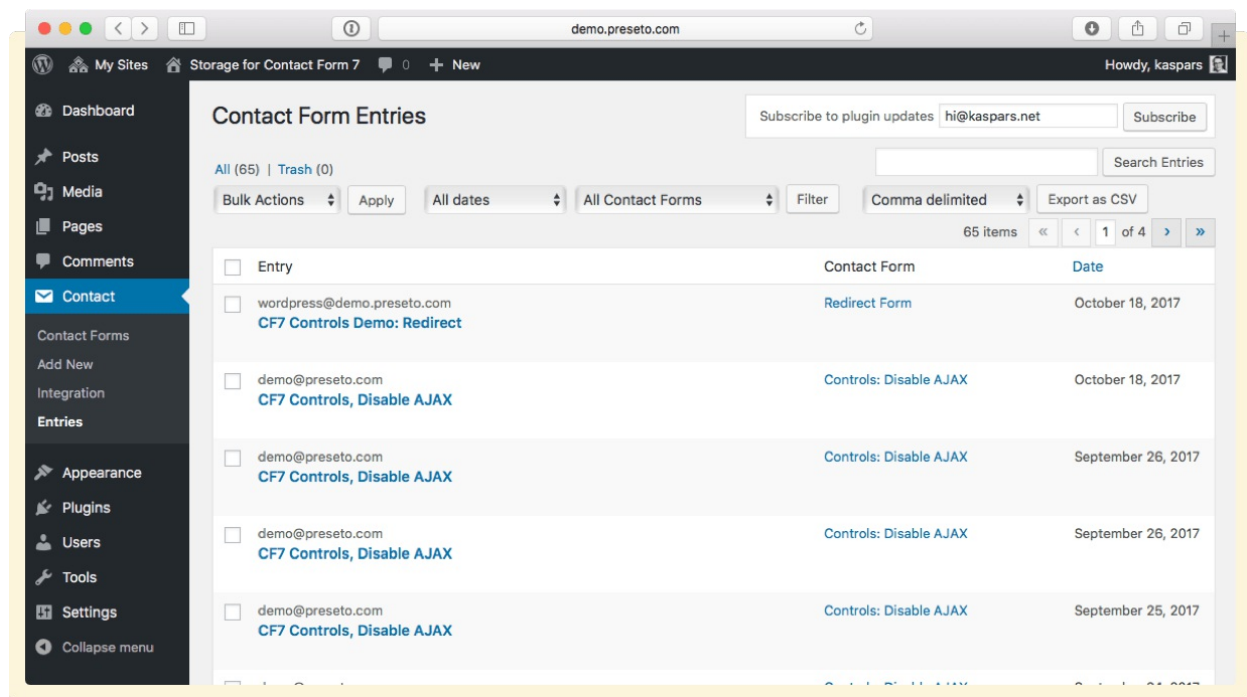 demo.preseto.com
My Sites Storage for Contact Form 7 0 New Howdy, kaspars
Dashboard
Posts
Media
Pages
Comments
Contact
Contact Forms
Add New
Integration
Entries
Appearance
Plugins
Users
Tools
Settings
Collapse menu
Contact Form Entries
Subscribe to plugin updates hi@kaspars.net Subscribe
All (65) | Trash (0)
Search Entries
Bulk Actions Apply All dates All Contact Forms Filter Comma delimited Export as CSV
65 items « ‹ 1 of 4 › »
Entry Contact Form Date
wordpress@demo.preseto.com Redirect Form October 18, 2017
CF7 Controls Demo: Redirect
demo@preseto.com Controls: Disable AJAX October 18, 2017
CF7 Controls, Disable AJAX
demo@preseto.com Controls: Disable AJAX September 26, 2017
CF7 Controls, Disable AJAX
demo@preseto.com Controls: Disable AJAX September 26, 2017
CF7 Controls, Disable AJAX
demo@preseto.com Controls: Disable AJAX September 25, 2017
CF7 Controls, Disable AJAX